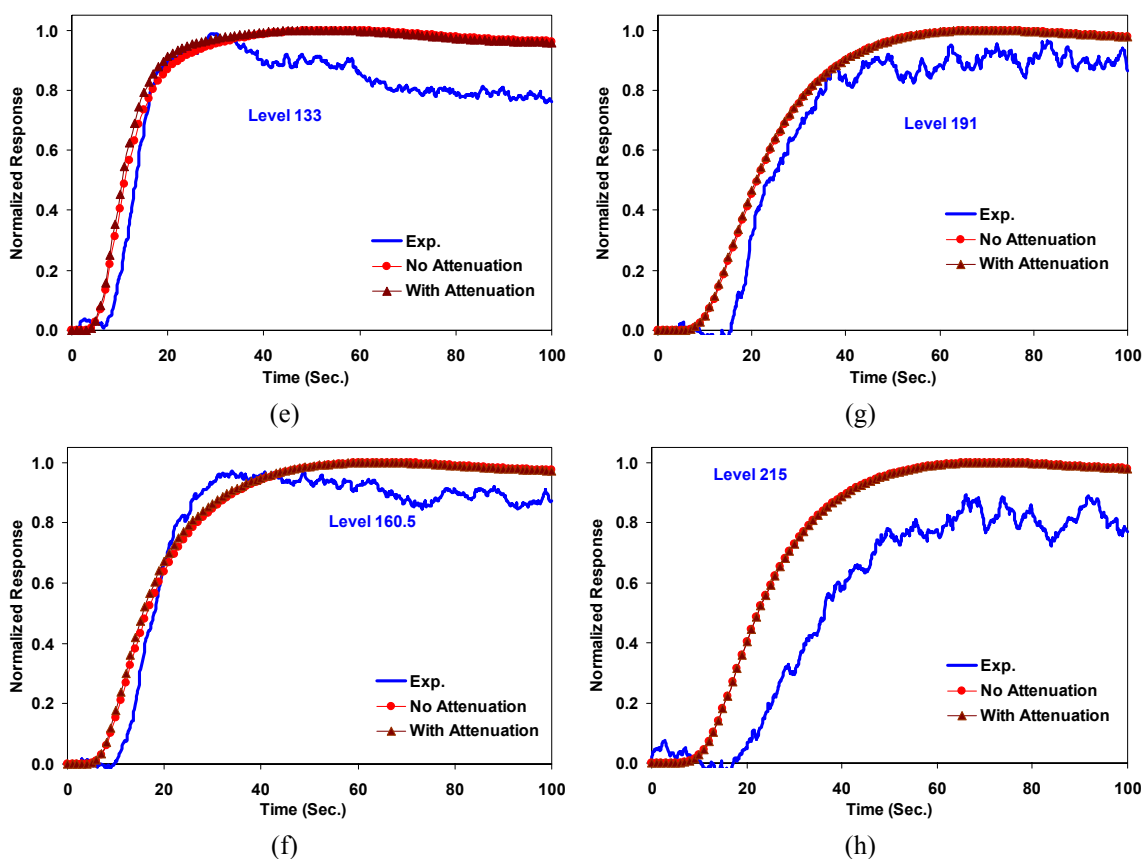 1.0
0.8
0.6
0.4
0.2
0.0
Normalized Response
Level 133
Exp.
No Attenuation
With Attenuation
0 20 40 60 80 100
Time (Sec.)
(e)
1.0
0.8
0.6
0.4
0.2
0.0
Normalized Response
Level 191
Exp.
No Attenuation
With Attenuation
0 20 40 60 80 100
Time (Sec.)
(g)
1.0
0.8
0.6
0.4
0.2
0.0
Normalized Response
Level 160.5
Exp.
No Attenuation
With Attenuation
0 20 40 60 80 100
Time (Sec.)
(f)
1.0
0.8
0.6
0.4
0.2
0.0
Normalized Response
Level 215
Exp.
No Attenuation
With Attenuation
0 20 40 60 80 100
Time (Sec.)
(h)